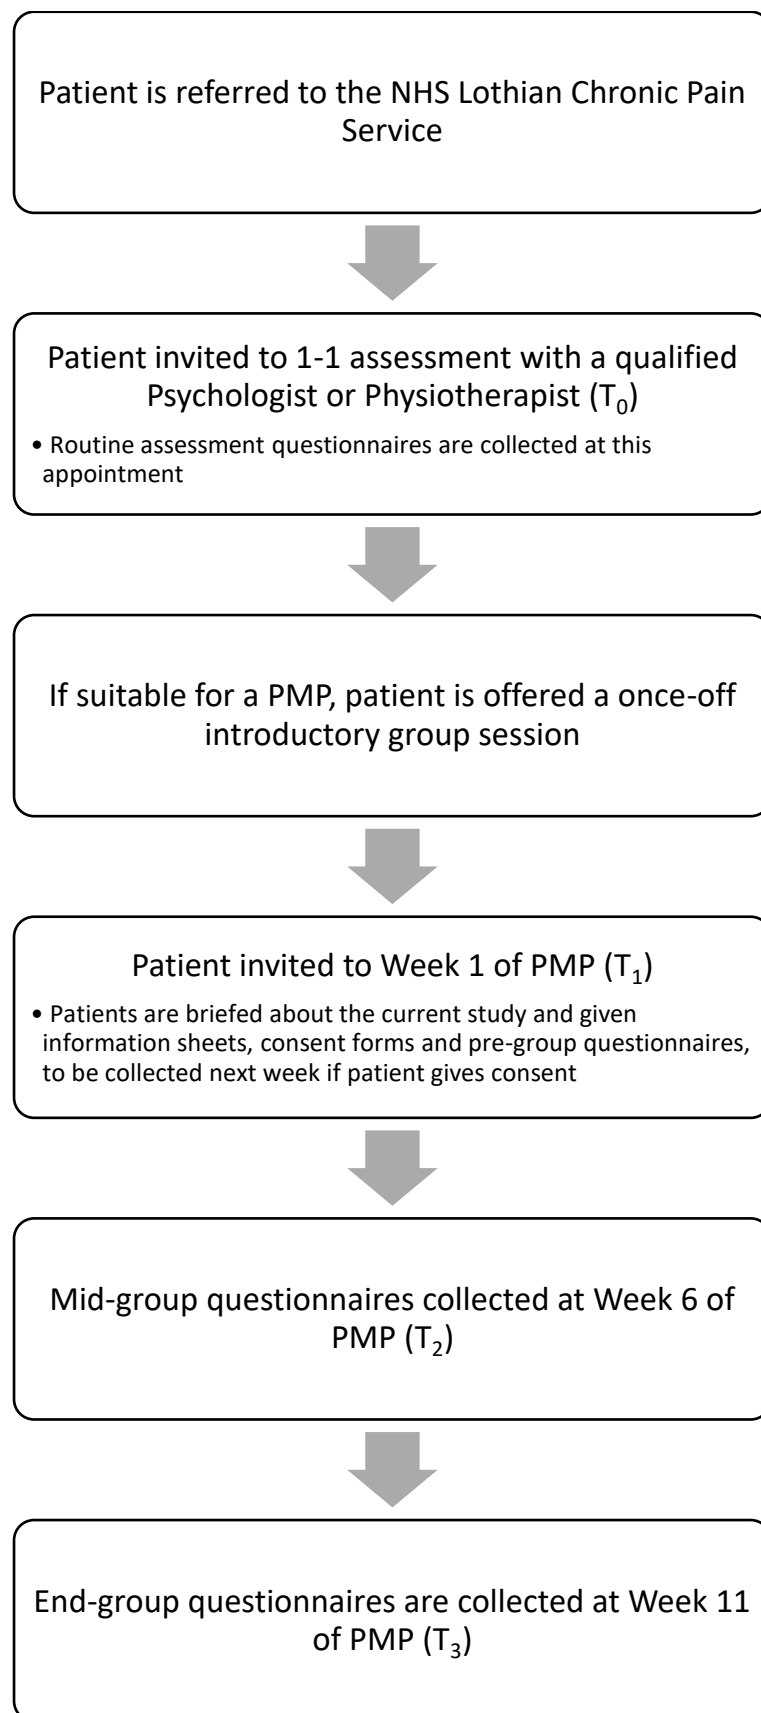 Patient is referred to the NHS Lothian Chronic Pain
Service
Patient invited to 1-1 assessment with a qualified
Psychologist or Physiotherapist (T₀)
• Routine assessment questionnaires are collected at this
appointment
If suitable for a PMP, patient is offered a once-off
introductory group session
Patient invited to Week 1 of PMP (T₁)
• Patients are briefed about the current study and given
information sheets, consent forms and pre-group questionnaires,
to be collected next week if patient gives consent
Mid-group questionnaires collected at Week 6 of
PMP (T₂)
End-group questionnaires are collected at Week 11
of PMP (T₃)